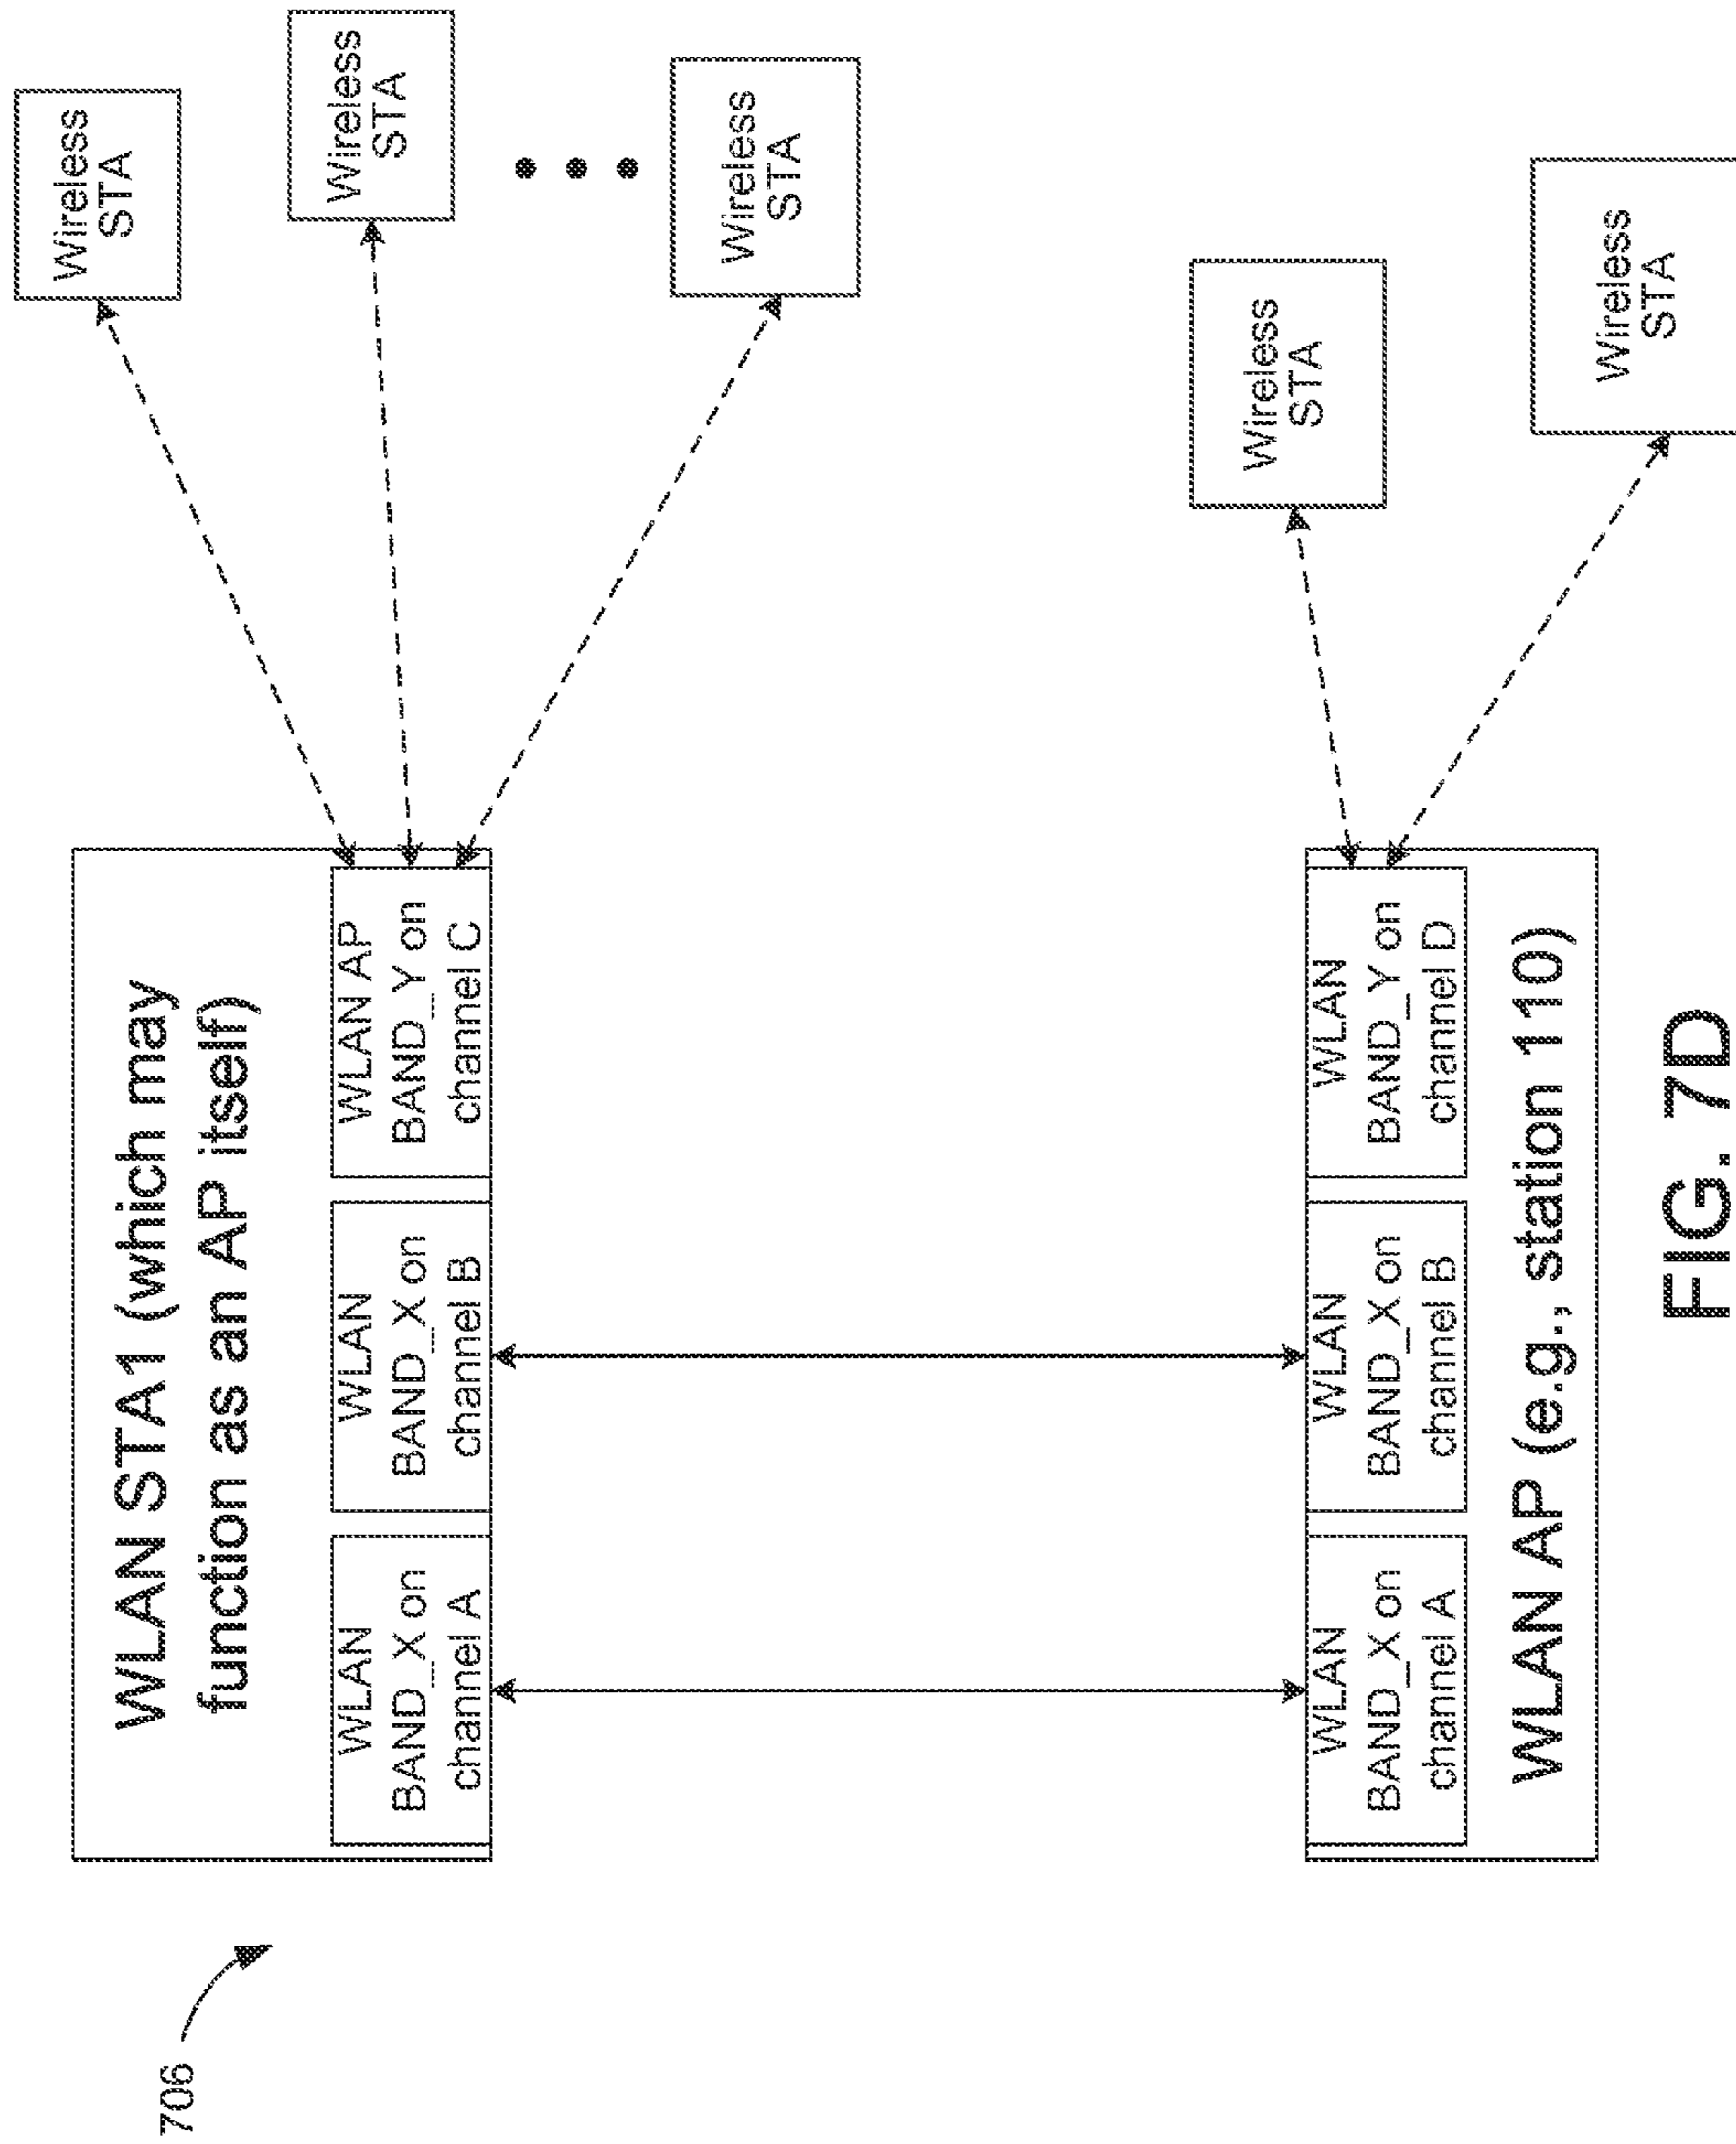 706
WLAN STA1 (which may
function as an AP itself)
WLAN
BAND_X on
channel A
WLAN
BAND_X on
channel B
WLAN AP
BAND_Y on
channel C
Wireless
STA
Wireless
STA
Wireless
STA
WLAN
BAND_X on
channel A
WLAN
BAND_X on
channel B
WLAN
BAND_Y on
channel D
WLAN AP (e.g., station 110)
Wireless
STA
Wireless
STA
FIG. 7D